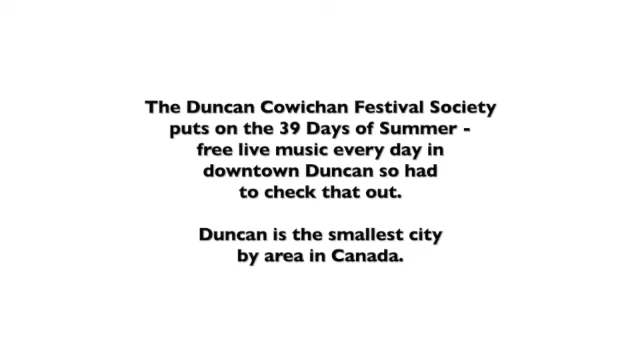 The Duncan Cowichan Festival Society
puts on the 39 Days of Summer -
free live music every day in
downtown Duncan so had
to check that out.
Duncan is the smallest city
by area in Canada.